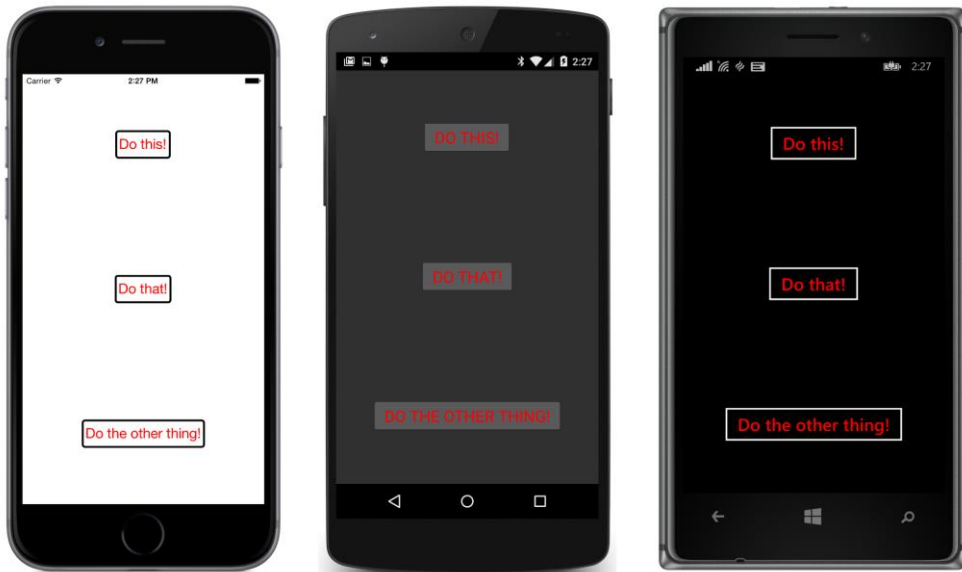 Carrier
2:27 PM
Do this!
Do that!
Do the other thing!
2:27
DO THIS!
DO THAT!
DO THE OTHER THING!
2:27
Do this!
Do that!
Do the other thing!